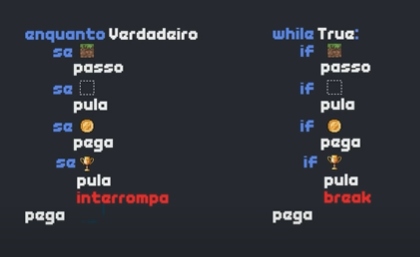 enquanto Verdadeiro
se
passo
se
pula
se
pega
se
pula
interrompa
pega
while True:
if
passo
if
pula
if
pega
if
pula
break
pega